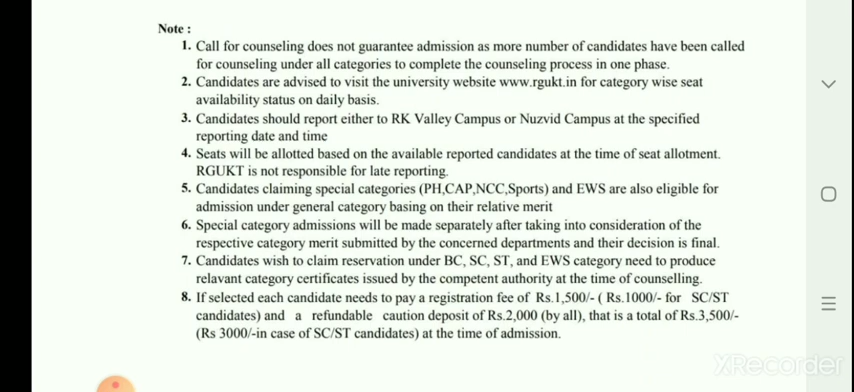 Note :
1. Call for counseling does not guarantee admission as more number of candidates have been called
for counseling under all categories to complete the counseling process in one phase.
2. Candidates are advised to visit the university website www.rgukt.in for category wise seat
availability status on daily basis.
3. Candidates should report either to RK Valley Campus or Nuzvid Campus at the specified
reporting date and time
4. Seats will be allotted based on the available reported candidates at the time of seat allotment.
RGUKT is not responsible for late reporting.
5. Candidates claiming special categories (PH,CAP,NCC,Sports) and EWS are also eligible for
admission under general category basing on their relative merit
6. Special category admissions will be made separately after taking into consideration of the
respective category merit submitted by the concerned departments and their decision is final.
7. Candidates wish to claim reservation under BC, SC, ST, and EWS category need to produce
relavant category certificates issued by the competent authority at the time of counselling.
8. If selected each candidate needs to pay a registration fee of Rs.1,500/- ( Rs.1000/- for SC/ST
candidates) and a refundable caution deposit of Rs.2,000 (by all), that is a total of Rs.3,500/-
(Rs 3000/-in case of SC/ST candidates) at the time of admission.
XRecorder